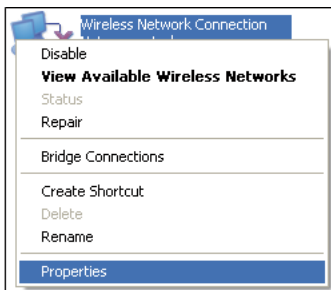 Wireless Network Connection
Disable
View Available Wireless Networks
Status
Repair
Bridge Connections
Create Shortcut
Delete
Rename
Properties